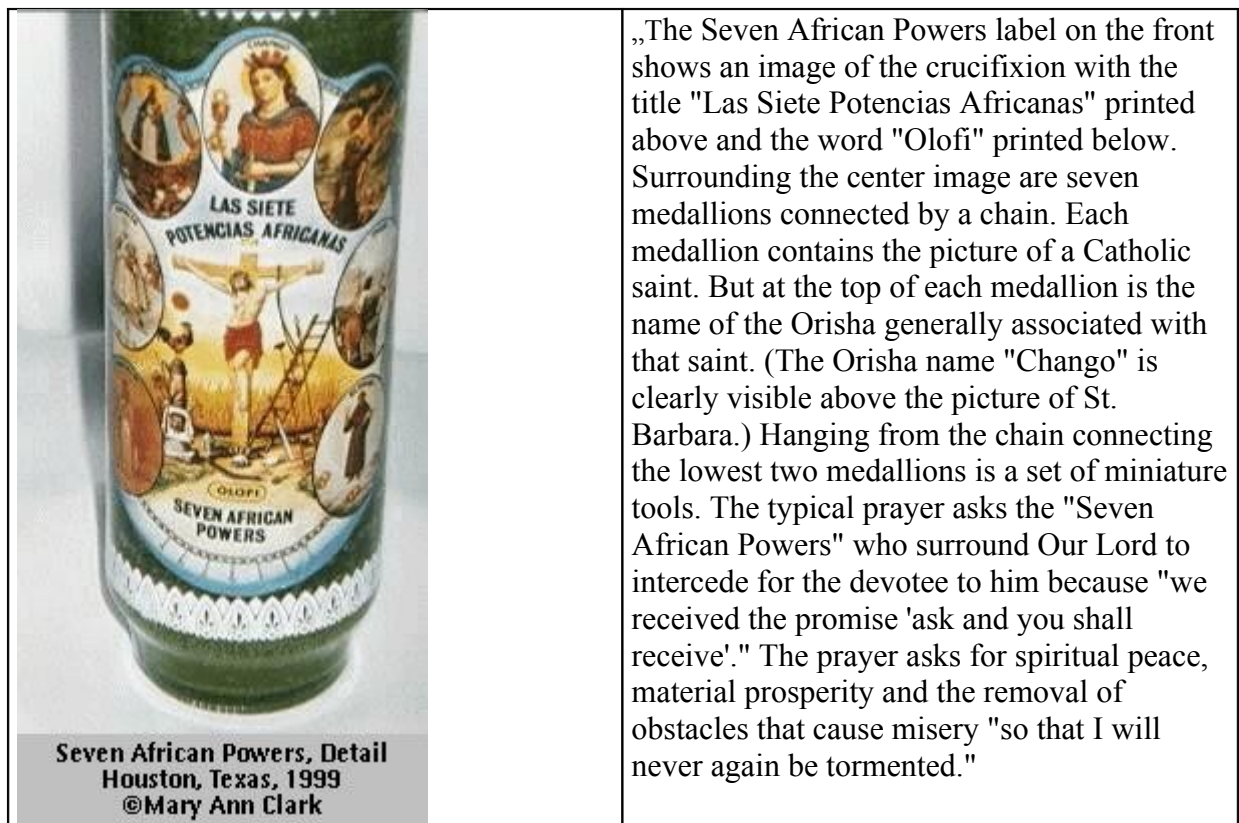 CHANGO
LAS SIETE
POTENCIAS AFRICANAS
OLOFI
SEVEN AFRICAN
POWERS
Seven African Powers, Detail
Houston, Texas, 1999
©Mary Ann Clark
„The Seven African Powers label on the front
shows an image of the crucifixion with the
title "Las Siete Potencias Africanas" printed
above and the word "Olofi" printed below.
Surrounding the center image are seven
medallions connected by a chain. Each
medallion contains the picture of a Catholic
saint. But at the top of each medallion is the
name of the Orisha generally associated with
that saint. (The Orisha name "Chango" is
clearly visible above the picture of St.
Barbara.) Hanging from the chain connecting
the lowest two medallions is a set of miniature
tools. The typical prayer asks the "Seven
African Powers" who surround Our Lord to
intercede for the devotee to him because "we
received the promise 'ask and you shall
receive'." The prayer asks for spiritual peace,
material prosperity and the removal of
obstacles that cause misery "so that I will
never again be tormented."